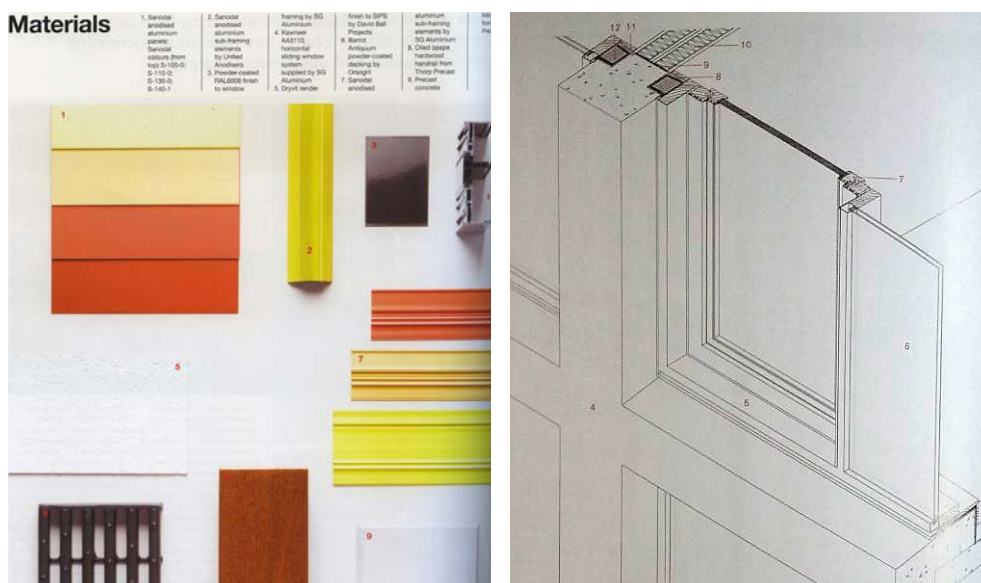 Materials
1. Sanodal
anodised
aluminium
panels:
Sanodal
colours (from
top) S-100-0;
S-110-0;
S-130-0;
S-140-1
2. Sanodal
anodised
aluminium
sub-framing
elements
by United
Anodisers
3. Powder-coated
RAL8008 finish
to window
framing by SG
Aluminium
4. Kawneer
AA3110
horizontal
sliding window
system
supplied by SG
Aluminium
5. Dryvit render
finish to SIPS
by David Ball
Projects
6. Barrot
Antiquum
powder-coated
decking by
Orsogril
7. Sanodal
anodised
aluminium
sub-framing
elements by
SG Aluminium
8. Oiled opepe
hardwood
handrail from
Thorp Precast
9. Precast
concrete
1
2
3
5
7
9
12
11
10
9
8
7
6
5
4